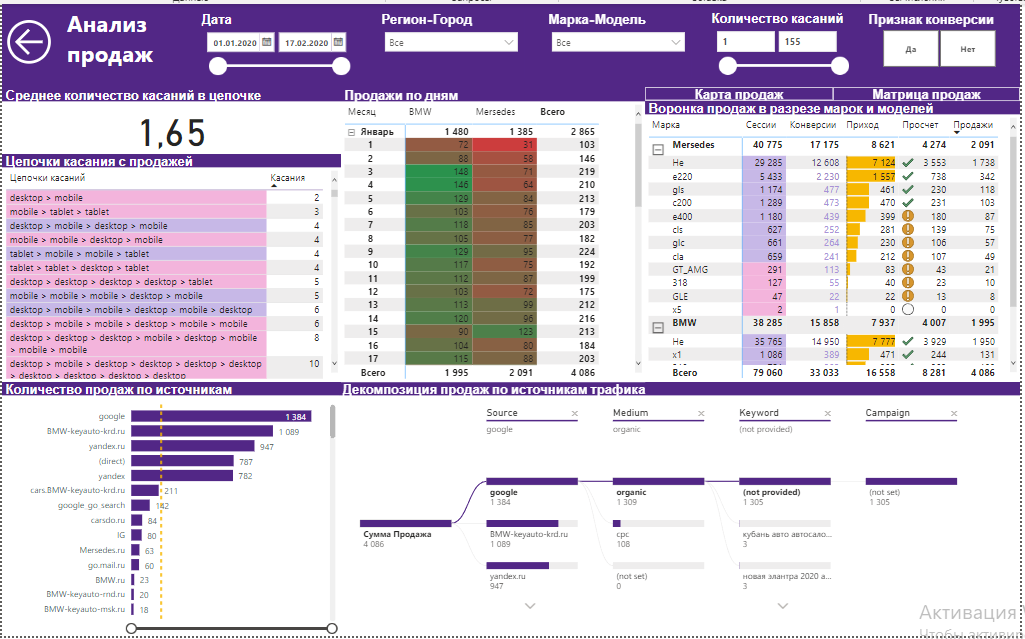 Анализ продаж
Дата
01.01.2020 17.02.2020
Регион-Город
Все
Марка-Модель
Все
Количество касаний
1 155
Признак конверсии
Да Нет
Среднее количество касаний в цепочке
1,65
Цепочки касания с продажей
Цепочки касаний Касания
desktop > mobile 2
mobile > tablet > tablet 3
desktop > mobile > desktop > mobile 4
mobile > mobile > desktop > mobile 4
tablet > mobile > mobile > tablet 4
tablet > tablet > desktop > tablet 4
desktop > desktop > desktop > desktop > tablet 5
mobile > mobile > mobile > desktop > mobile 5
desktop > mobile > desktop > mobile > mobile > desktop 6
desktop > mobile > mobile > desktop > mobile > mobile 6
desktop > desktop > desktop > mobile > desktop > mobile > mobile > mobile 8
desktop > mobile > desktop > desktop > desktop > desktop > desktop > desktop > desktop > desktop 10
Продажи по дням
Месяц BMW Mersedes Всего
Январь 1 480 1 385 2 865
1 72 31 103
2 88 58 146
3 148 71 219
4 146 64 210
5 129 84 213
6 103 76 179
7 118 85 203
8 105 77 182
9 129 95 224
10 117 75 192
11 112 87 199
12 103 72 175
13 113 99 212
14 120 96 216
15 90 123 213
16 104 80 184
17 115 88 203
Всего 1 995 2 091 4 086
Карта продаж Матрица продаж
Воронка продаж в разрезе марок и моделей
Марка Сессии Конверсии Приход Просчет Продажи
Mersedes 40 775 17 175 8 621 4 274 2 091
Не 29 285 12 608 7 124 3 553 1 738
e220 5 433 2 230 1 557 738 342
gls 1 174 477 461 230 118
c200 1 289 473 470 231 103
e400 1 180 439 399 180 87
cls 627 252 281 139 75
glc 661 264 230 106 57
cla 659 241 212 107 49
GT_AMG 291 113 83 43 21
318 127 55 40 23 10
GLE 47 22 22 13 8
x5 2 1 0 0 0
BMW 38 285 15 858 7 937 4 007 1 995
Не 35 765 14 950 7 777 3 929 1 950
x1 1 086 389 471 244 131
Всего 79 060 33 033 16 558 8 281 4 086
Количество продаж по источникам
google 1 384
BMW-keyauto-krd.ru 1 089
yandex.ru 947
(direct) 787
yandex 782
cars.BMW-keyauto-krd.ru 211
google go search 142
carsdo.ru 84
IG 80
Mersedes.ru 63
go.mail.ru 60
BMW.ru 23
BMW-keyauto-rnd.ru 20
BMW-keyauto-msk.ru 18
Декомпозиция продаж по источникам трафика
Source Medium Keyword Campaign
google organic (not provided)
Сумма Продажа
4 086
google
1 384
BMW-keyauto-krd.ru
1 089
yandex.ru
947
organic
1 309
cpc
108
(not set)
0
(not provided)
1 305
кубань авто автосало...
3
новая элантра 2020 а...
3
(not set)
1 305
Активация